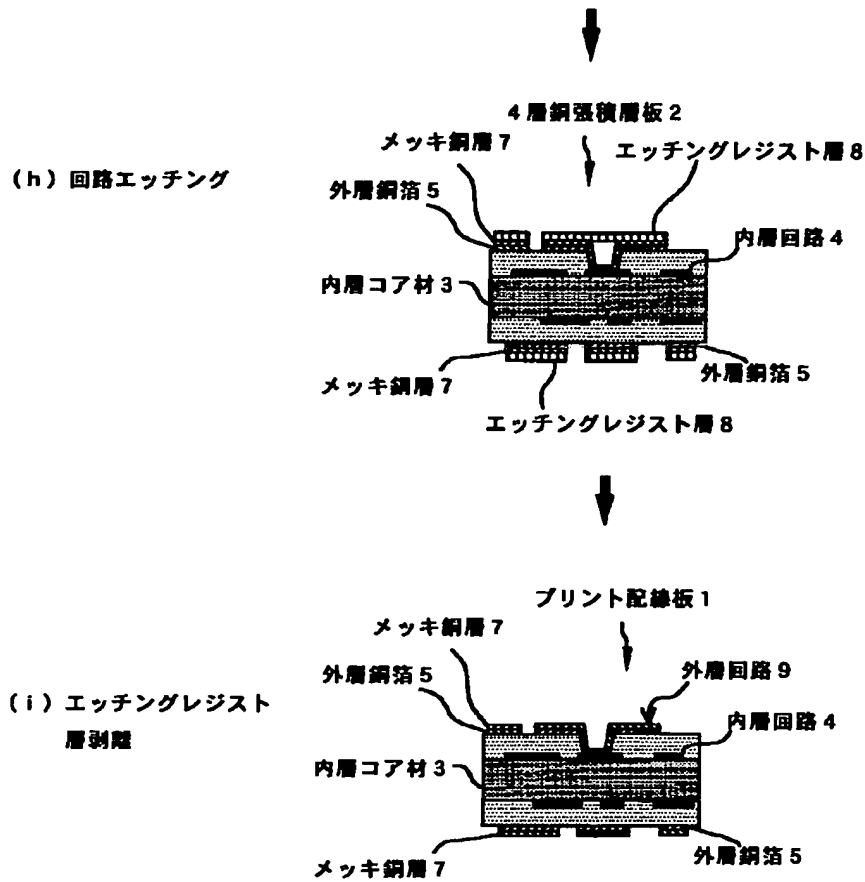 4層銅張積層板2
メッキ銅層7
エッチングレジスト層8
(h)回路エッチング
外層銅箔5
内層回路4
内層コア材3
メッキ銅層7
外層銅箔5
エッチングレジスト層8
プリント配線板1
メッキ銅層7
外層銅箔5
外層回路9
(i)エッチングレジスト
層剥離
内層回路4
内層コア材3
メッキ銅層7
外層銅箔5